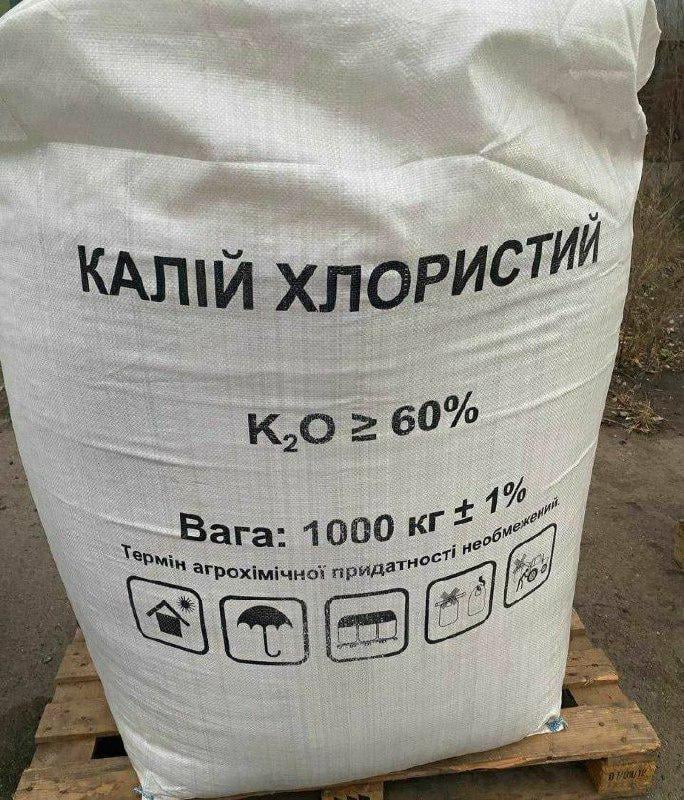 КАЛІЙ ХЛОРИСТИЙ
K₂O ≥ 60%
Вага: 1000 кг ± 1%
Термін агрохімічної придатності необмежений.